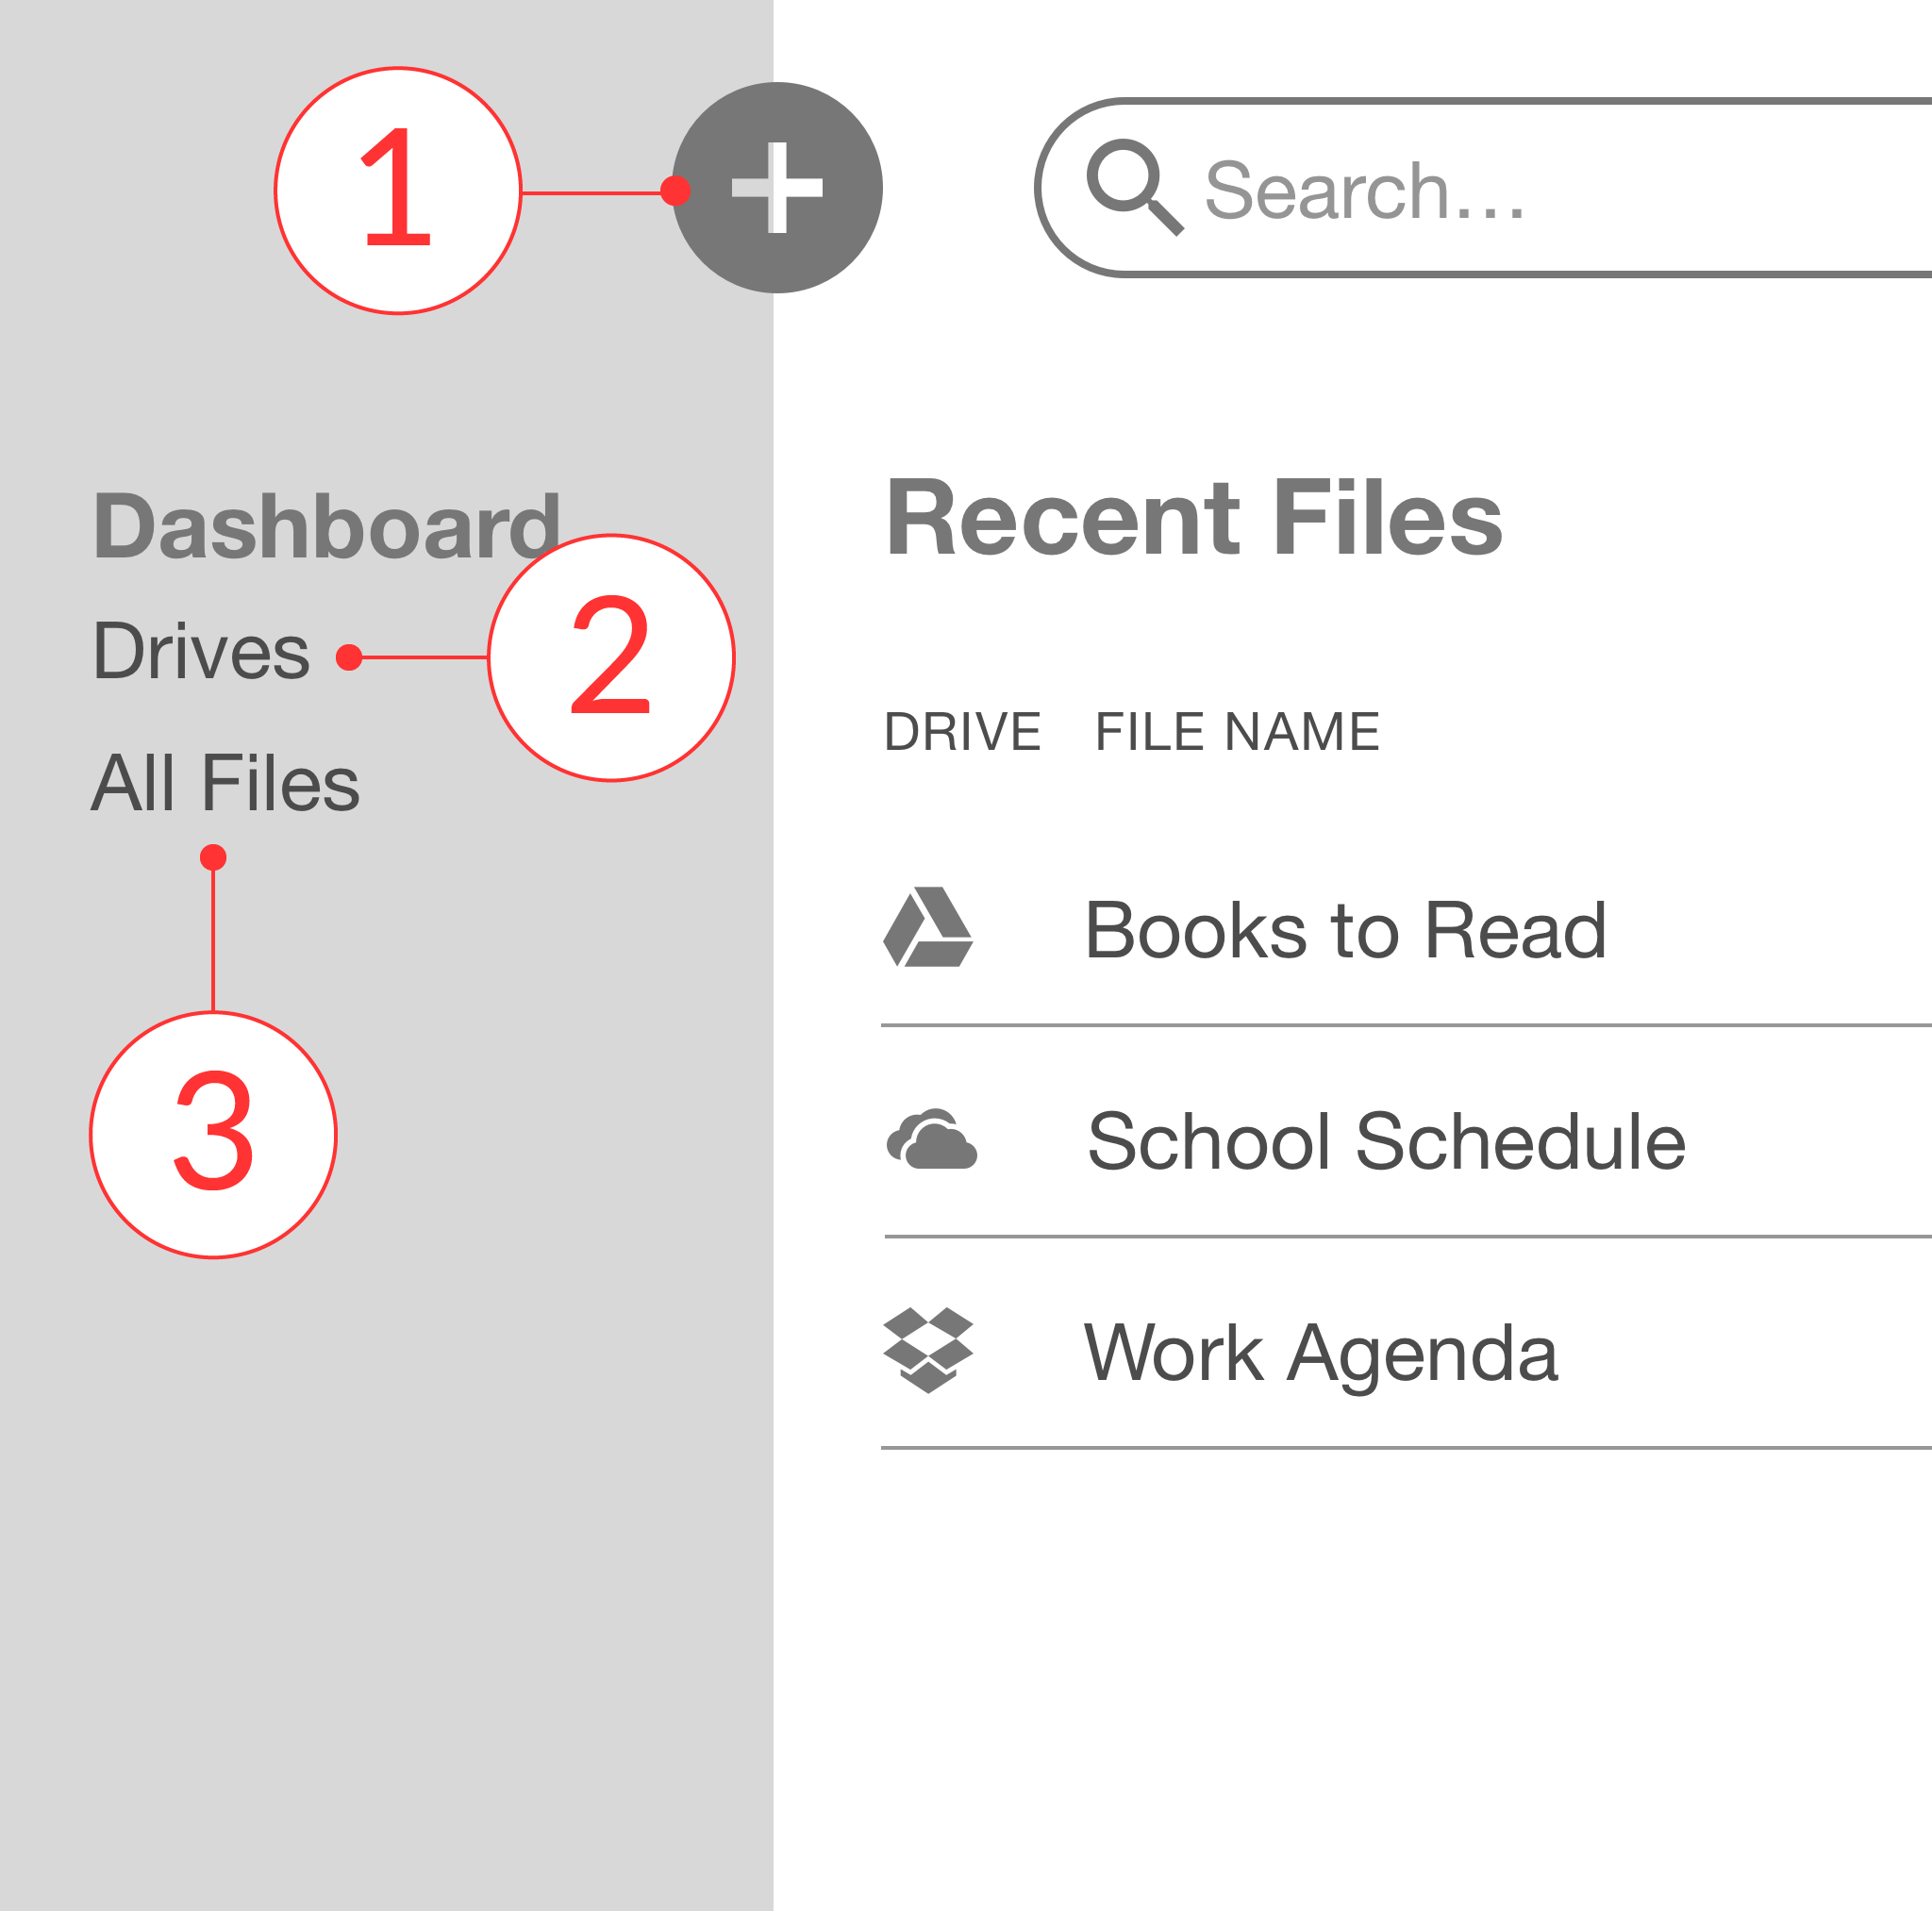 1
+
Search...
Dashboard
Drives
2
All Files
3
Recent Files
DRIVE FILE NAME
Books to Read
School Schedule
Work Agenda